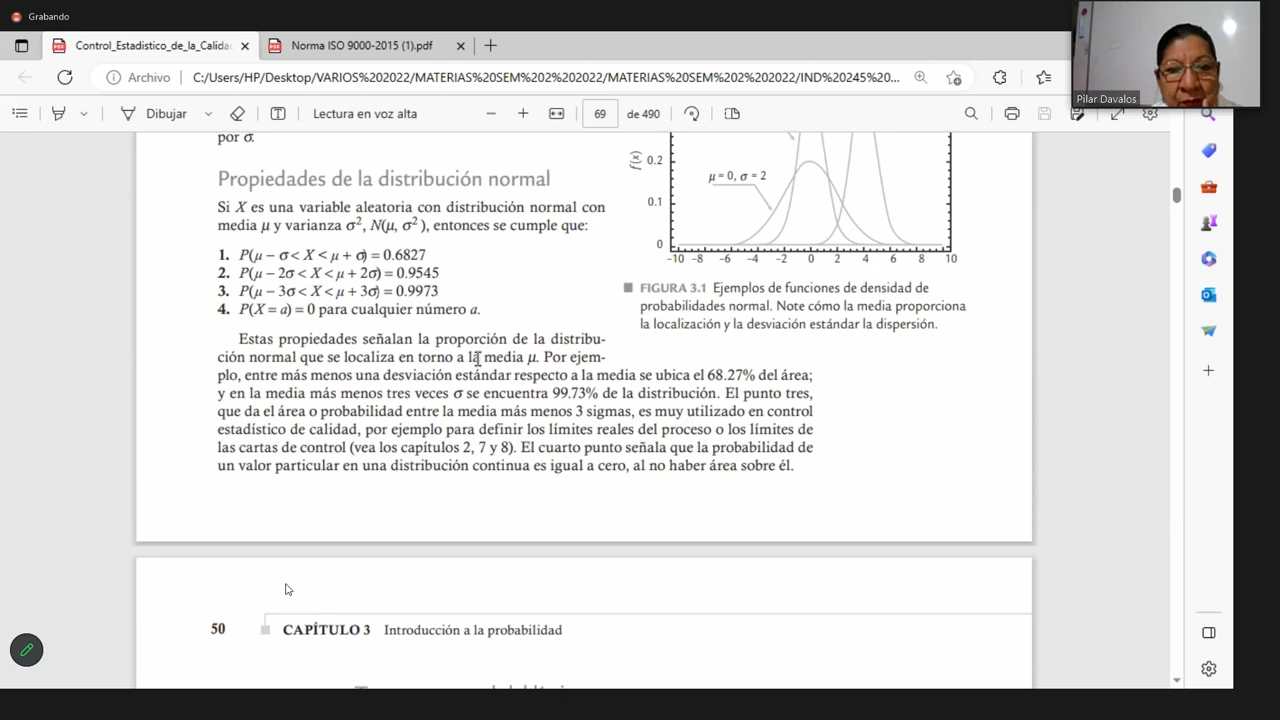 Grabando
Control_Estadistico_de_la_Calida
Norma ISO 9000-2015 (1).pdf
Archivo
C:/Users/HP/Desktop/VARIOS%202022/MATERIAS%20SEM%202%202022/MATERIAS%20SEM%202%202022/IND%20245%20...
Pilar Davalos
Dibujar
Lectura en voz alta
69
de 490
por σ.
Propiedades de la distribución normal
Si X es una variable aleatoria con distribución normal con
media μ y varianza σ², N(μ, σ²), entonces se cumple que:
1. P(μ − σ < X < μ + σ) = 0.6827
2. P(μ − 2σ < X < μ + 2σ) = 0.9545
3. P(μ − 3σ < X < μ + 3σ) = 0.9973
4. P(X = a) = 0 para cualquier número a.
Estas propiedades señalan la proporción de la distribu-
ción normal que se localiza en torno a la media μ. Por ejem-
plo, entre más menos una desviación estándar respecto a la media se ubica el 68.27% del área;
y en la media más menos tres veces σ se encuentra 99.73% de la distribución. El punto tres,
que da el área o probabilidad entre la media más menos 3 sigmas, es muy utilizado en control
estadístico de calidad, por ejemplo para definir los límites reales del proceso o los límites de
las cartas de control (vea los capítulos 2, 7 y 8). El cuarto punto señala que la probabilidad de
un valor particular en una distribución continua es igual a cero, al no haber área sobre él.
f(x)
0.2
μ = 0, σ = 2
0.1
0
−10 −8 −6 −4 −2 0 2 4 6 8 10
FIGURA 3.1 Ejemplos de funciones de densidad de
probabilidades normal. Note cómo la media proporciona
la localización y la desviación estándar la dispersión.
50
CAPÍTULO 3 Introducción a la probabilidad